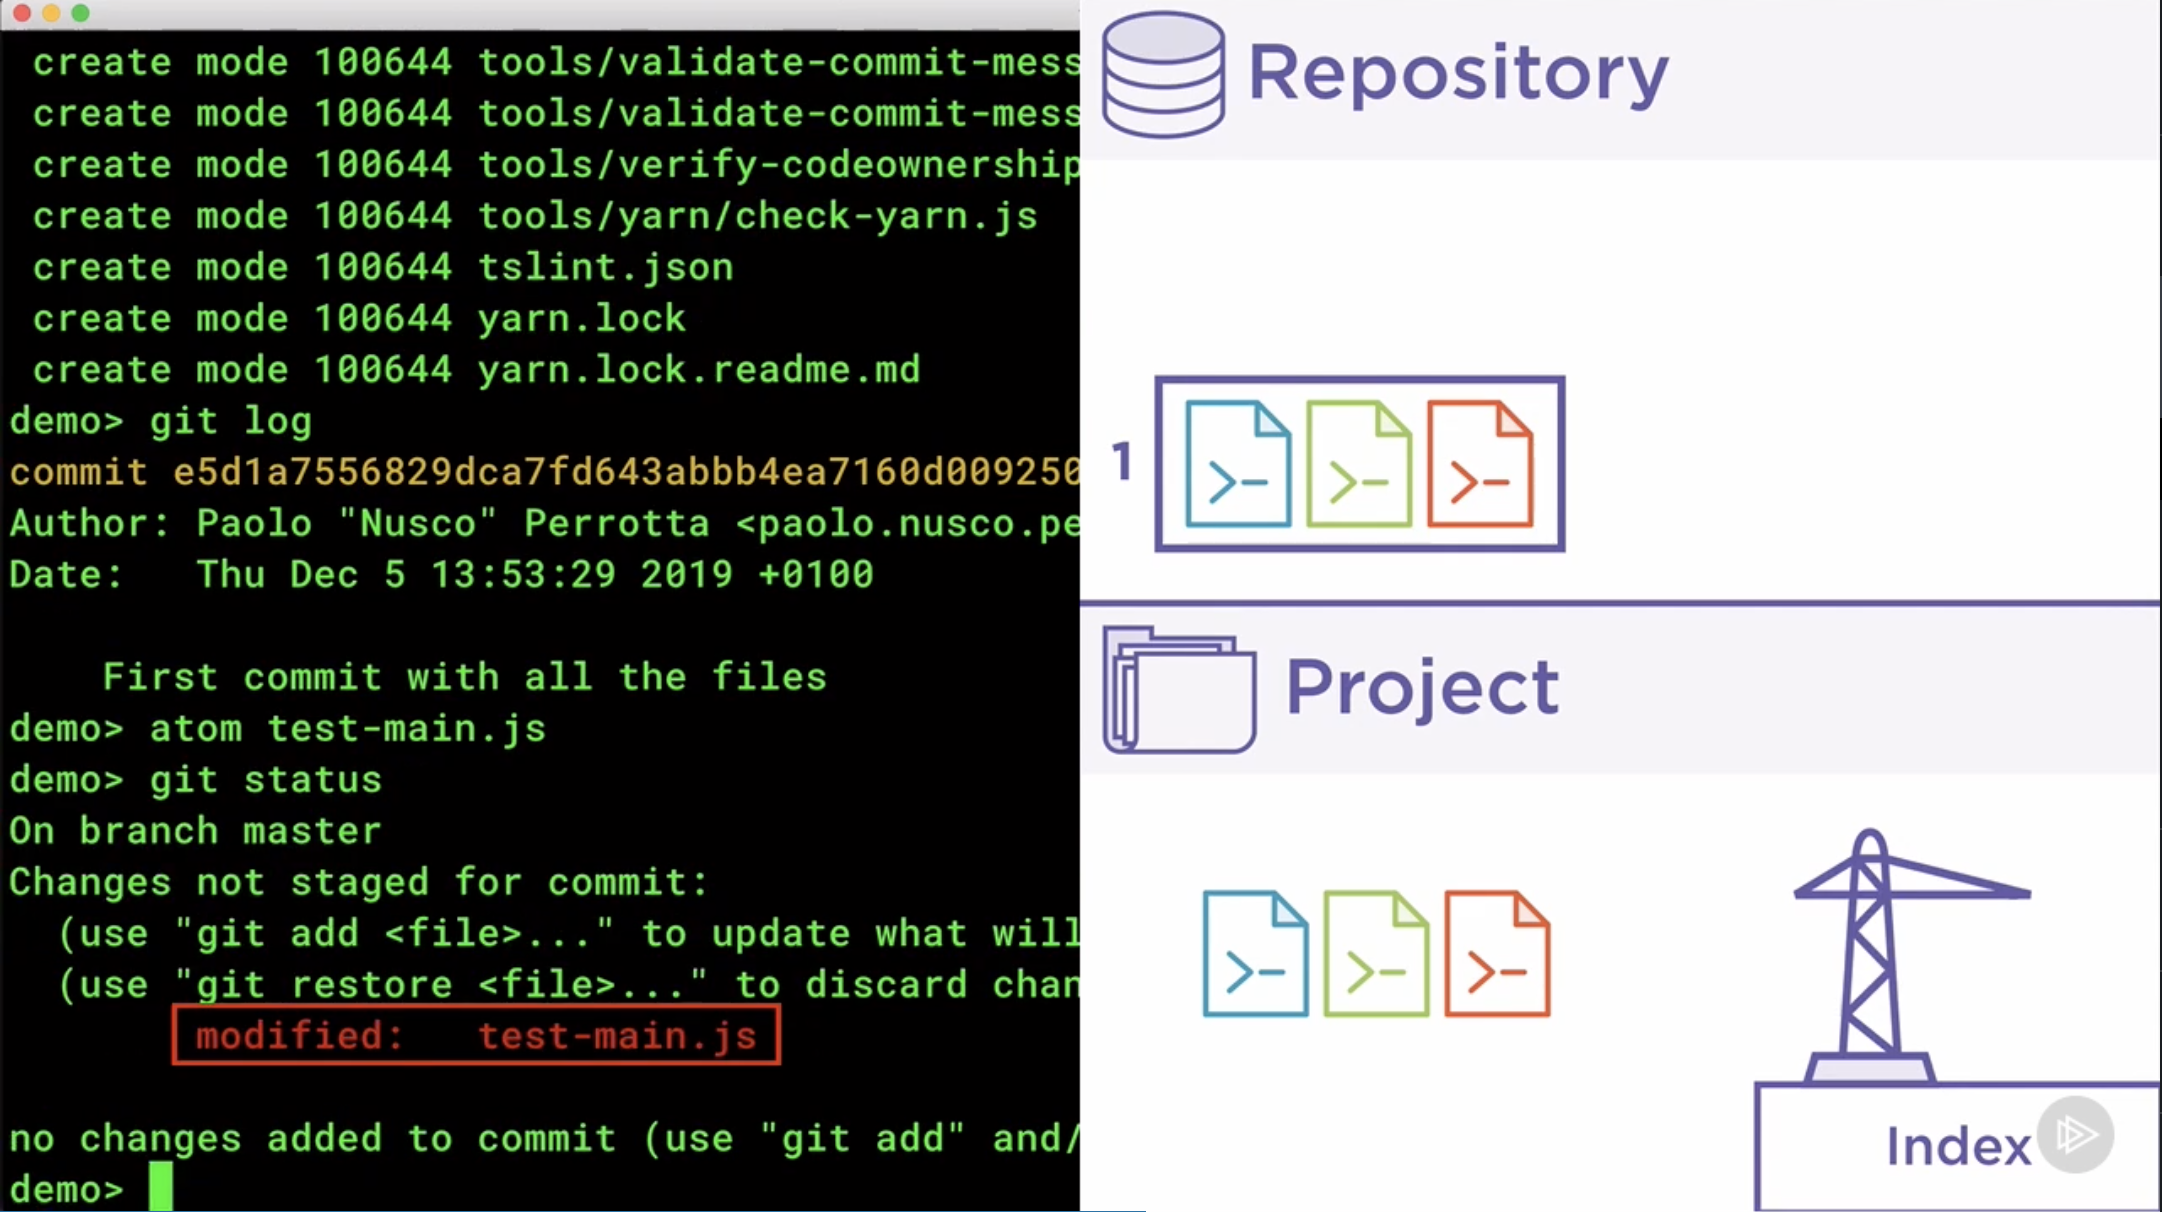 create mode 100644 tools/validate-commit-mess
create mode 100644 tools/validate-commit-mess
create mode 100644 tools/verify-codeownership
create mode 100644 tools/yarn/check-yarn.js
create mode 100644 tslint.json
create mode 100644 yarn.lock
create mode 100644 yarn.lock.readme.md
demo> git log
commit e5d1a7556829dca7fd643abbb4ea7160d009250
Author: Paolo "Nusco" Perrotta <paolo.nusco.pe
Date:   Thu Dec 5 13:53:29 2019 +0100
First commit with all the files
demo> atom test-main.js
demo> git status
On branch master
Changes not staged for commit:
(use "git add <file>..." to update what will
(use "git restore <file>..." to discard chan
modified:   test-main.js
no changes added to commit (use "git add" and/
demo>
Repository
1
>-
>-
>-
Project
>-
>-
>-
Index